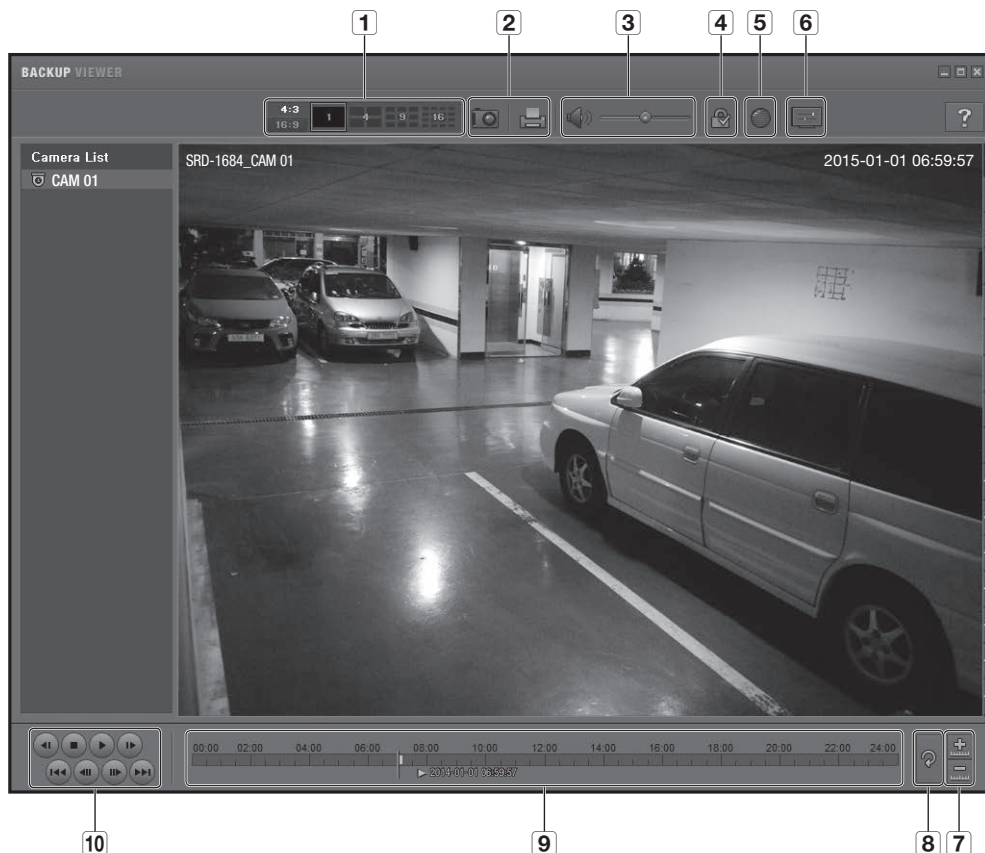 1 2 3 4 5 6
BACKUP VIEWER
4:3
16:9
1 4 9 16
?
Camera List
CAM 01
SRD-1684_CAM 01
2015-01-01 06:59:57
00:00 02:00 04:00 06:00 08:00 10:00 12:00 14:00 16:00 18:00 20:00 22:00 24:00
2014-01-01 06:59:57
10 9 8 7